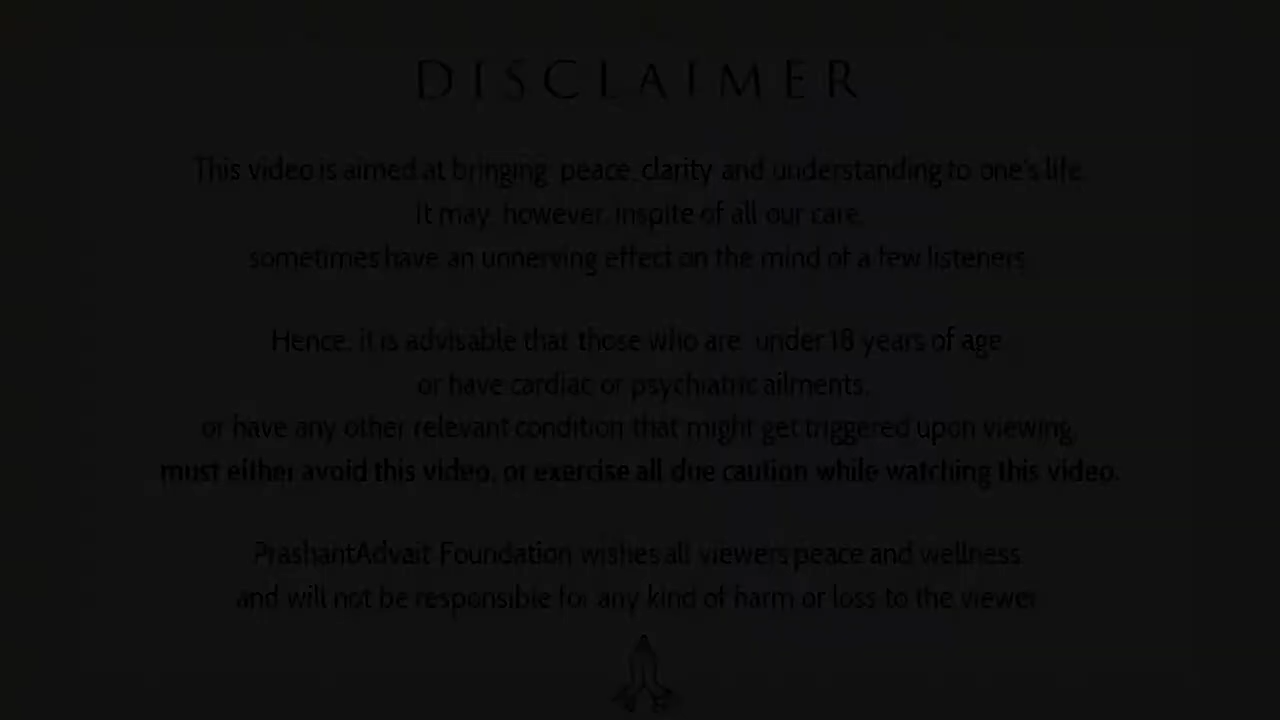 DISCLAIMER
This video is aimed at bringing peace, clarity and understanding to one's life.
It may, however, inspite of all our care,
sometimes have an unnerving effect on the mind of a few listeners.
Hence, it is advisable that those who are under 18 years of age
or have cardiac or psychiatric ailments,
or have any other relevant condition that might get triggered upon viewing,
must either avoid this video, or exercise all due caution while watching this video.
PrashantAdvait Foundation wishes all viewers peace and wellness
and will not be responsible for any kind of harm or loss to the viewer.